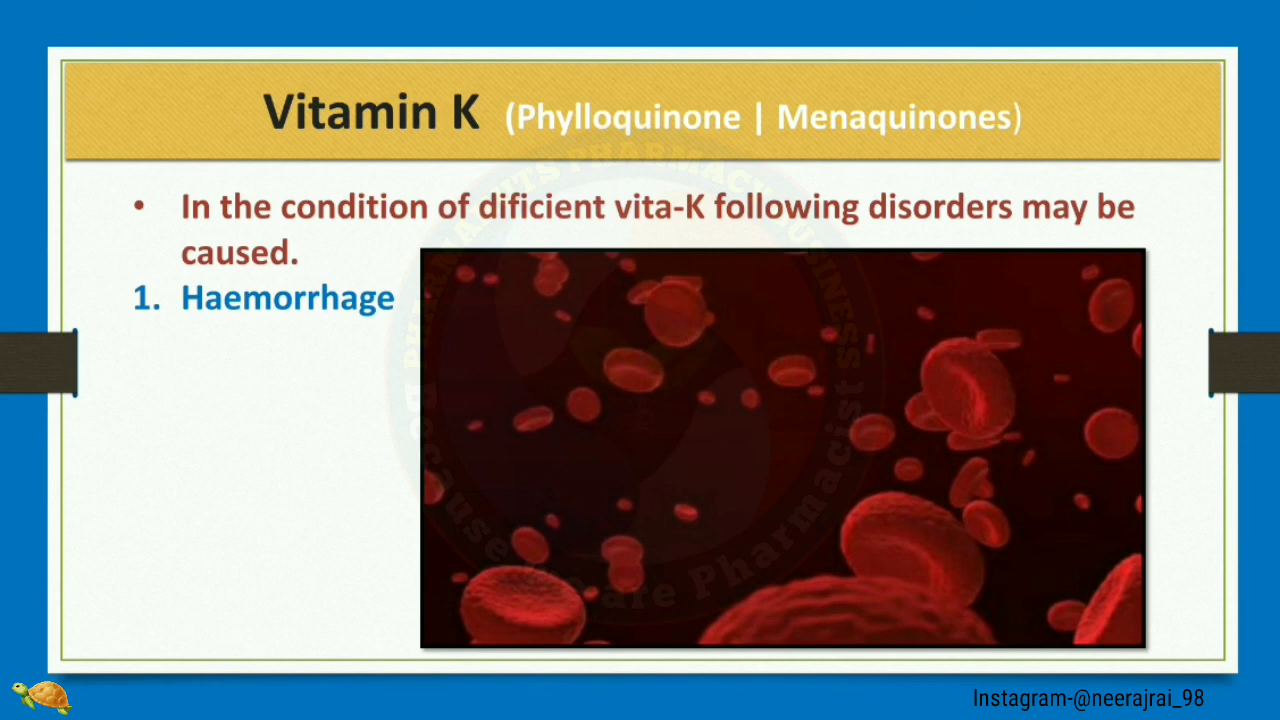 Vitamin K (Phylloquinone | Menaquinones)
• In the condition of dificient vita-K following disorders may be
caused.
1. Haemorrhage
Instagram-@neerajrai_98